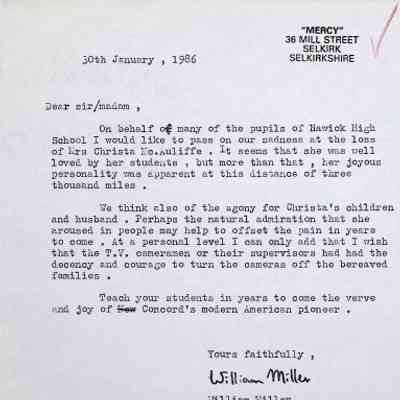 "MERCY"
36 MILL STREET
SELKIRK
SELKIRKSHIRE
30th January , 1986
Dear sir/madam ,
On behalf of many of the pupils of Hawick High
School I would like to pass on our sadness at the loss
of Mrs Christa Mc.Auliffe . It seems that she was well
loved by her students , but more than that , her joyous
personality was apparent at this distance of three
thousand miles .
We think also of the agony for Christa's children
and husband . Perhaps the natural admiration that she
aroused in people may help to offset the pain in years
to come . At a personal level I can only add that I wish
that the T.V. cameramen or their supervisors had had the
decency and courage to turn the cameras off the bereaved
families .
Teach your students in years to come the verve
and joy of New Concord's modern American pioneer .
Yours faithfully ,
William Miller
William Miller